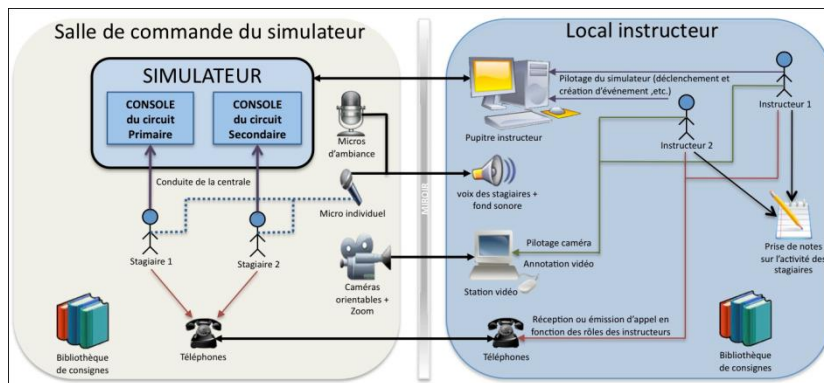 Salle de commande du simulateur
SIMULATEUR
CONSOLE
du circuit
Primaire
CONSOLE
du circuit
Secondaire
Micros
d'ambiance
Conduite de la centrale
Micro individuel
Stagiaire 1
Stagiaire 2
Caméras
orientables +
Zoom
Bibliothèque
de consignes
Téléphones
MIROIR
Local instructeur
Pilotage du simulateur (déclenchement et
création d'événement ,etc.)
Instructeur 1
Pupitre instructeur
Instructeur 2
voix des stagiaires +
fond sonore
Prise de notes
sur l'activité des
stagiaires
Pilotage caméra
Annotation vidéo
Station vidéo
Réception ou émission d'appel en
fonction des rôles des instructeurs
Téléphones
Bibliothèque
de consignes